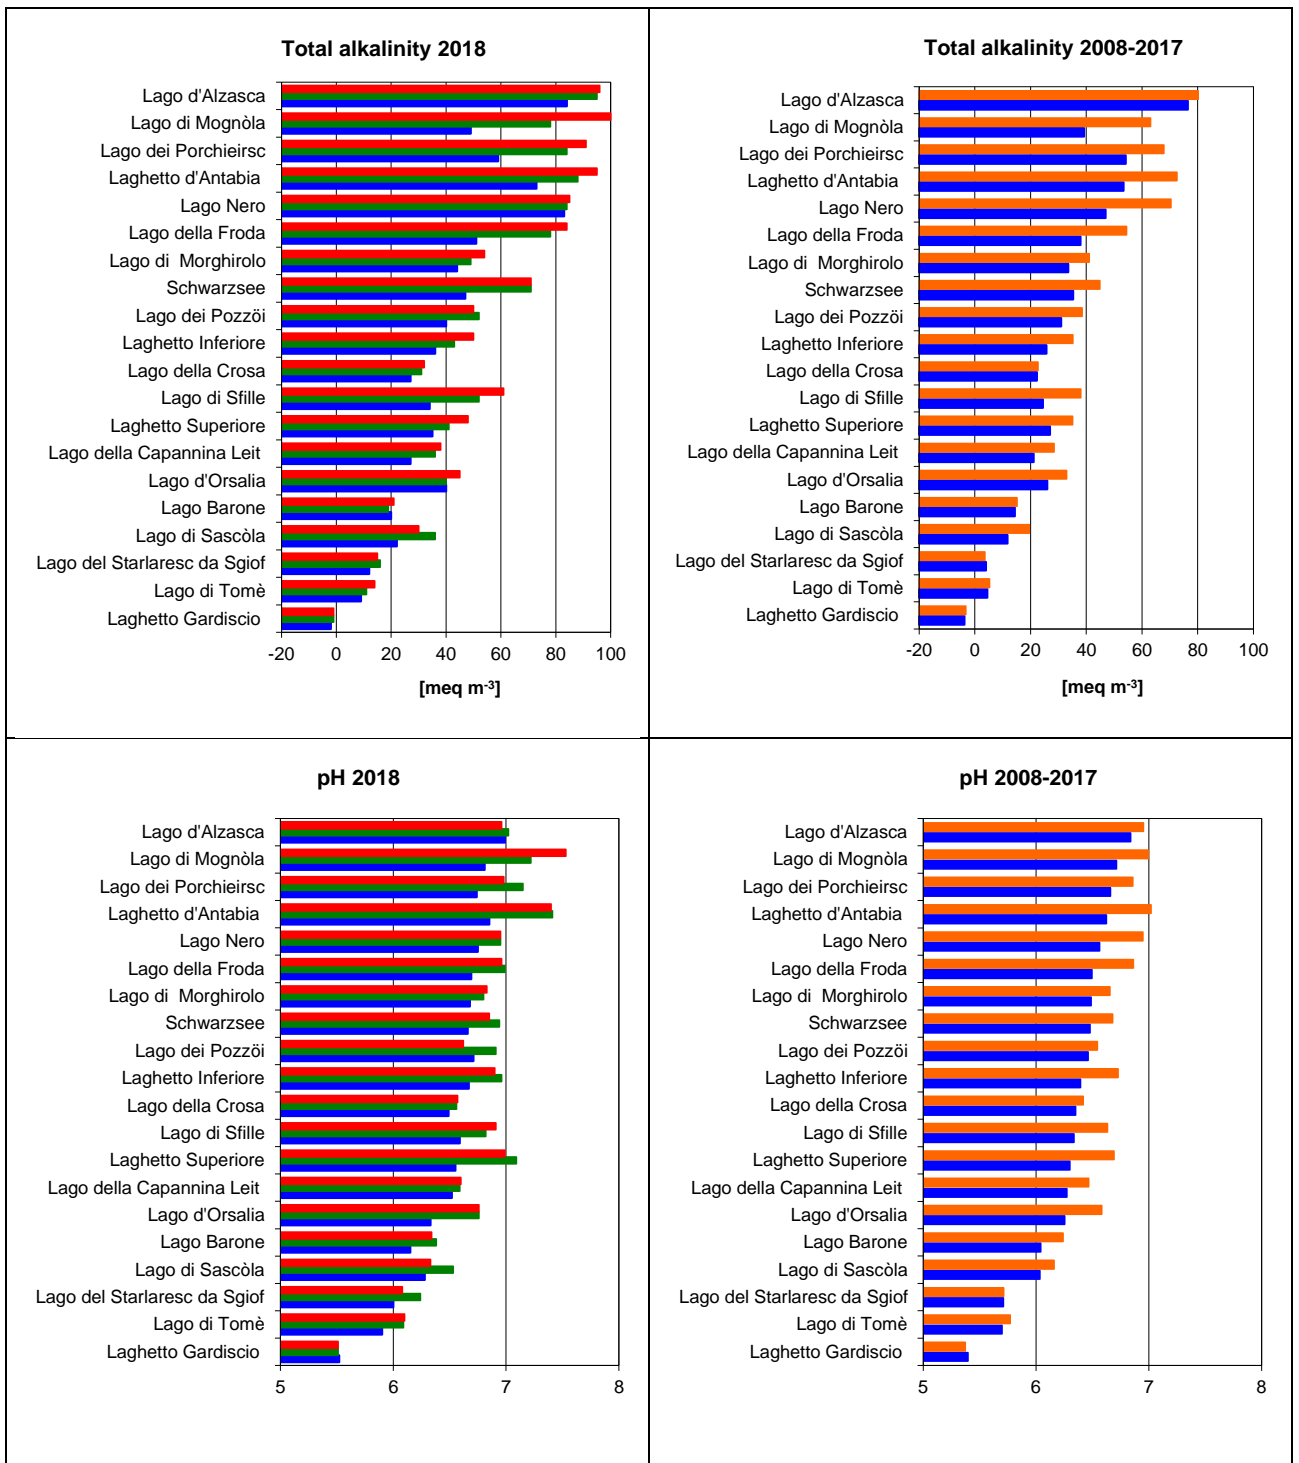 Total alkalinity 2018
Lago d'Alzasca
Lago di Mognòla
Lago dei Porchieirsc
Laghetto d'Antabia
Lago Nero
Lago della Froda
Lago di  Morghirolo
Schwarzsee
Lago dei Pozzöi
Laghetto Inferiore
Lago della Crosa
Lago di Sfille
Laghetto Superiore
Lago della Capannina Leit
Lago d'Orsalia
Lago Barone
Lago di Sascòla
Lago del Starlaresc da Sgiof
Lago di Tomè
Laghetto Gardiscio
-20 0 20 40 60 80 100
[meq m-3]
Total alkalinity 2008-2017
Lago d'Alzasca
Lago di Mognòla
Lago dei Porchieirsc
Laghetto d'Antabia
Lago Nero
Lago della Froda
Lago di  Morghirolo
Schwarzsee
Lago dei Pozzöi
Laghetto Inferiore
Lago della Crosa
Lago di Sfille
Laghetto Superiore
Lago della Capannina Leit
Lago d'Orsalia
Lago Barone
Lago di Sascòla
Lago del Starlaresc da Sgiof
Lago di Tomè
Laghetto Gardiscio
-20 0 20 40 60 80 100
[meq m-3]
pH 2018
Lago d'Alzasca
Lago di Mognòla
Lago dei Porchieirsc
Laghetto d'Antabia
Lago Nero
Lago della Froda
Lago di  Morghirolo
Schwarzsee
Lago dei Pozzöi
Laghetto Inferiore
Lago della Crosa
Lago di Sfille
Laghetto Superiore
Lago della Capannina Leit
Lago d'Orsalia
Lago Barone
Lago di Sascòla
Lago del Starlaresc da Sgiof
Lago di Tomè
Laghetto Gardiscio
5 6 7 8
pH 2008-2017
Lago d'Alzasca
Lago di Mognòla
Lago dei Porchieirsc
Laghetto d'Antabia
Lago Nero
Lago della Froda
Lago di  Morghirolo
Schwarzsee
Lago dei Pozzöi
Laghetto Inferiore
Lago della Crosa
Lago di Sfille
Laghetto Superiore
Lago della Capannina Leit
Lago d'Orsalia
Lago Barone
Lago di Sascòla
Lago del Starlaresc da Sgiof
Lago di Tomè
Laghetto Gardiscio
5 6 7 8